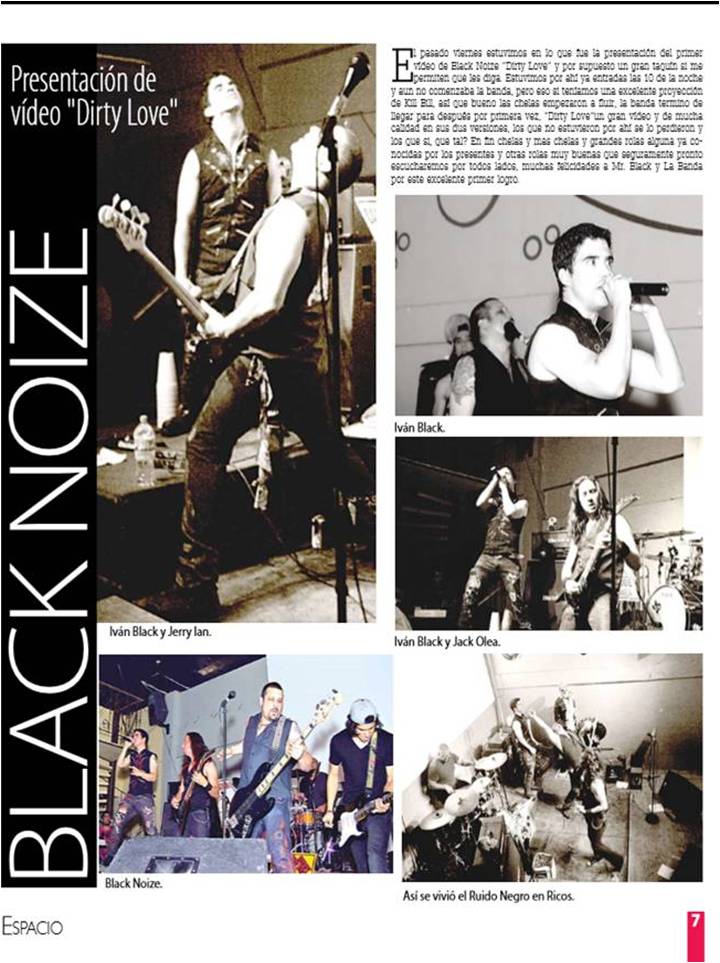 Presentación de
vídeo "Dirty Love"
BLACK NOIZE
El pasado viernes estuvimos en lo que fue la presentación del primer
vídeo de Black Noize "Dirty Love" y por supuesto un gran taquín si me
permiten que les diga. Estuvimos por ahí ya entradas las 10 de la noche
y aun no comenzaba la banda, pero eso si teníamos una excelente proyección
de Kill Bill, así que bueno las chelas empezaron a fluir, la banda termino de
llegar para después por primera vez, "Dirty Love"un gran vídeo y de mucha
calidad en sus dus versiones, los que no estuvieron por ahí se lo perdieron y
los que si, que tal? En fin chelas y mas chelas y grandes rolas alguna ya co-
nocidas por los presentes y otras rolas muy buenas que seguramente pronto
escucharemos por todos lados, muchas felicidades a Mr. Black y La Banda
por este excelente primer logro.
Iván Black.
Iván Black y Jerry Ian.
Iván Black y Jack Olea.
Black Noize.
Así se vivió el Ruido Negro en Ricos.
ESPACIO
7